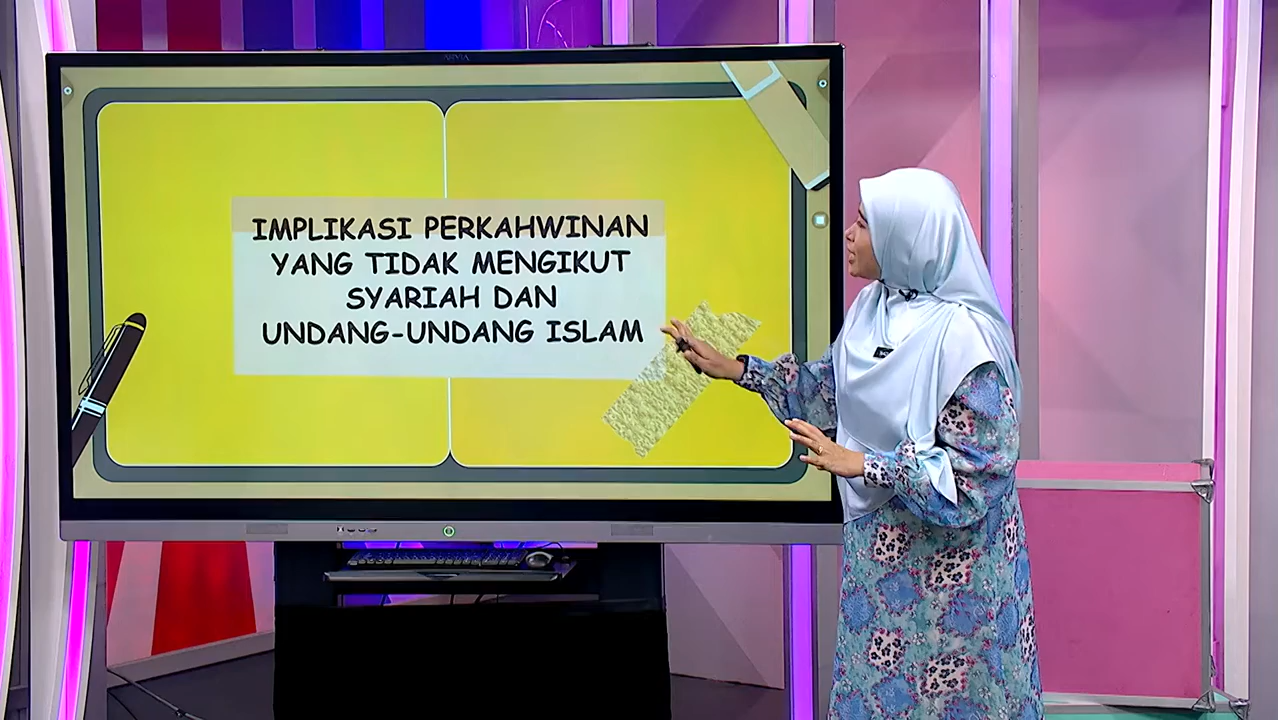 IMPLIKASI PERKAHWINAN
YANG TIDAK MENGIKUT
SYARIAH DAN
UNDANG-UNDANG ISLAM